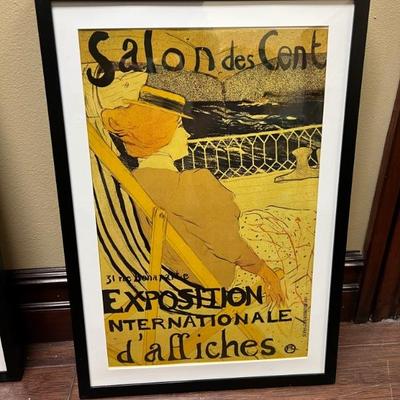 Salon des Cent
31 rue Bonaparte
EXPOSITION
INTERNATIONALE
d'affiches